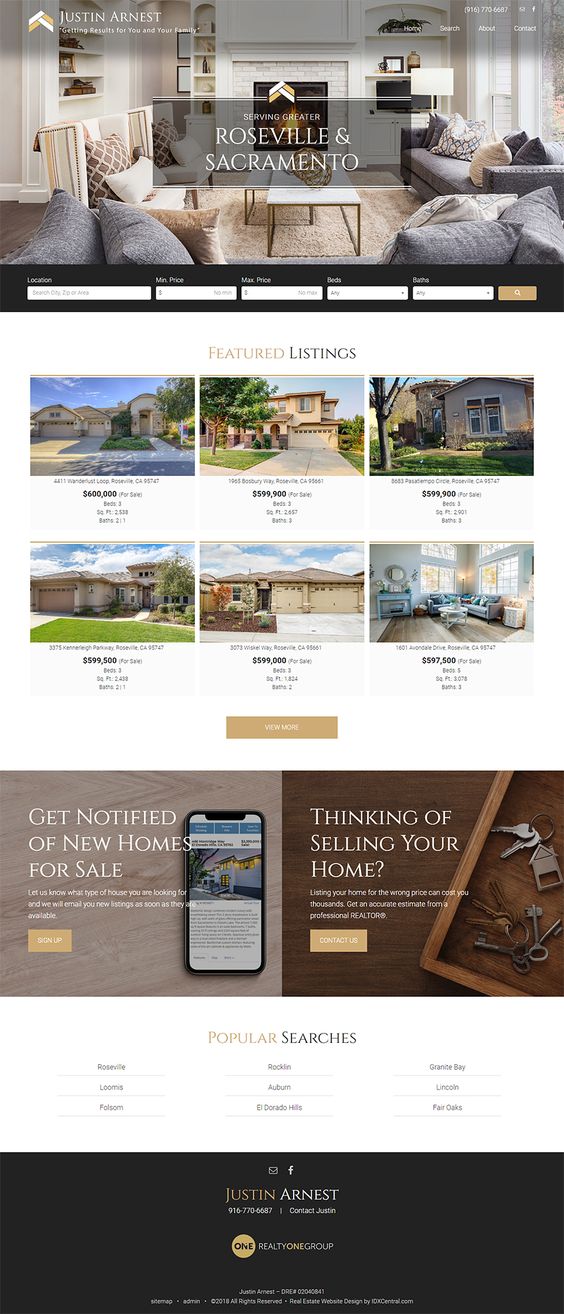 JUSTIN ARNEST
"Getting Results for You and Your Family"
(916) 770-6687
Home Search About Contact
SERVING GREATER
ROSEVILLE &
SACRAMENTO
Location Min. Price Max. Price Beds Baths
Search City, Zip or Area $ No min $ No max Any Any
FEATURED LISTINGS
4411 Wanderlust Loop, Roseville, CA 95747
$600,000 (For Sale)
Beds: 3
Sq. Ft.: 2,538
Baths: 2 | 1
1965 Bosbury Way, Roseville, CA 95661
$599,900 (For Sale)
Beds: 3
Sq. Ft.: 2,657
Baths: 3
8683 Pasatiempo Circle, Roseville, CA 95747
$599,900 (For Sale)
Beds: 3
Sq. Ft.: 2,901
Baths: 3
3375 Kennerleigh Parkway, Roseville, CA 95747
$599,500 (For Sale)
Beds: 3
Sq. Ft.: 2,438
Baths: 2 | 1
3073 Wiskel Way, Roseville, CA 95661
$599,000 (For Sale)
Beds: 3
Sq. Ft.: 1,824
Baths: 2
1601 Avondale Drive, Roseville, CA 95747
$597,500 (For Sale)
Beds: 5
Sq. Ft.: 3,078
Baths: 3
VIEW MORE
GET NOTIFIED
OF NEW HOMES
FOR SALE
Let us know what type of house you are looking for
and we will email you new listings as soon as they are
available.
SIGN UP
THINKING OF
SELLING YOUR
HOME?
Listing your home for the wrong price can cost you
thousands. Get an accurate estimate from a
professional REALTOR®.
CONTACT US
POPULAR SEARCHES
Roseville Rocklin Granite Bay
Loomis Auburn Lincoln
Folsom El Dorado Hills Fair Oaks
JUSTIN ARNEST
916-770-6687 | Contact Justin
ONE REALTYONEGROUP
Justin Arnest – DRE# 02040841
sitemap • admin • ©2018 All Rights Reserved • Real Estate Website Design by IDXCentral.com